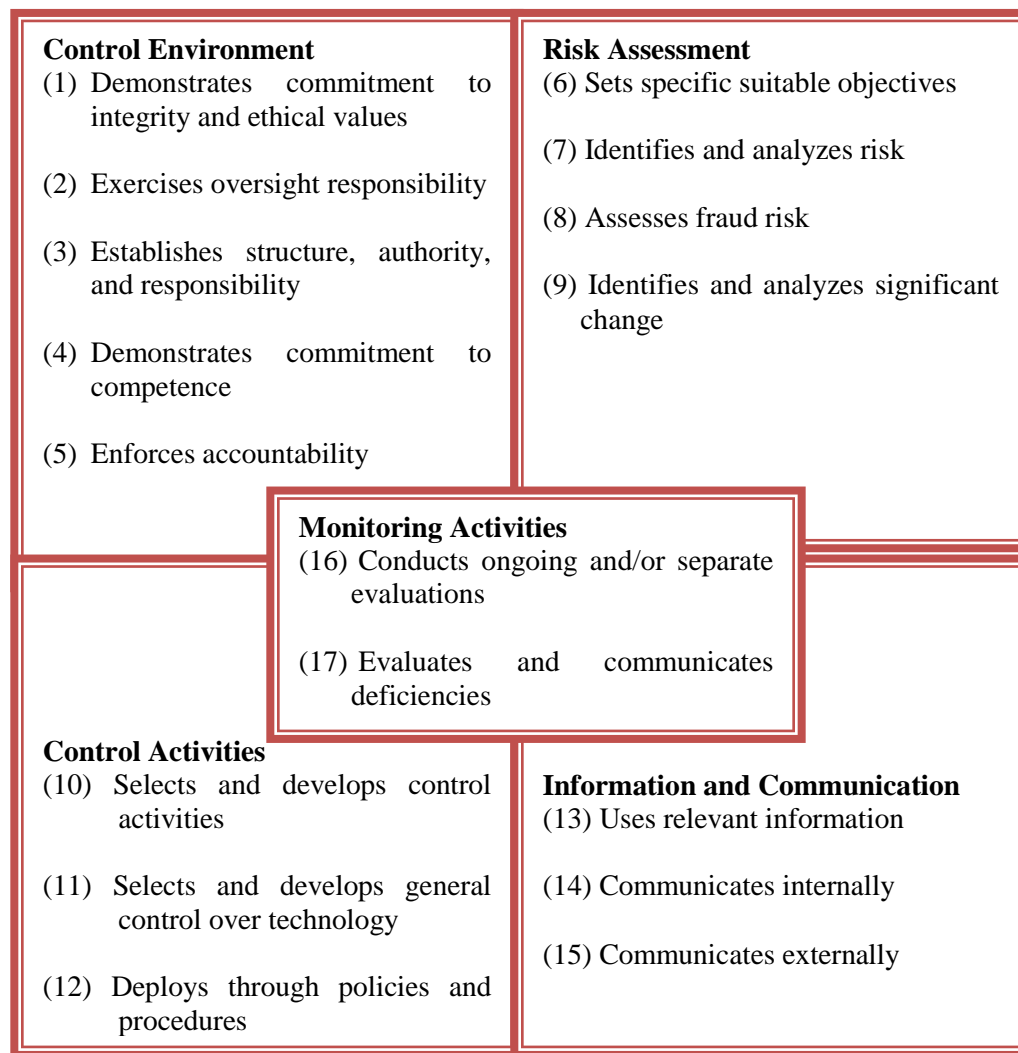 Control Environment
(1) Demonstrates commitment to
integrity and ethical values
(2) Exercises oversight responsibility
(3) Establishes structure, authority,
and responsibility
(4) Demonstrates commitment to
competence
(5) Enforces accountability
Risk Assessment
(6) Sets specific suitable objectives
(7) Identifies and analyzes risk
(8) Assesses fraud risk
(9) Identifies and analyzes significant
change
Monitoring Activities
(16) Conducts ongoing and/or separate
evaluations
(17) Evaluates and communicates
deficiencies
Control Activities
(10) Selects and develops control
activities
(11) Selects and develops general
control over technology
(12) Deploys through policies and
procedures
Information and Communication
(13) Uses relevant information
(14) Communicates internally
(15) Communicates externally